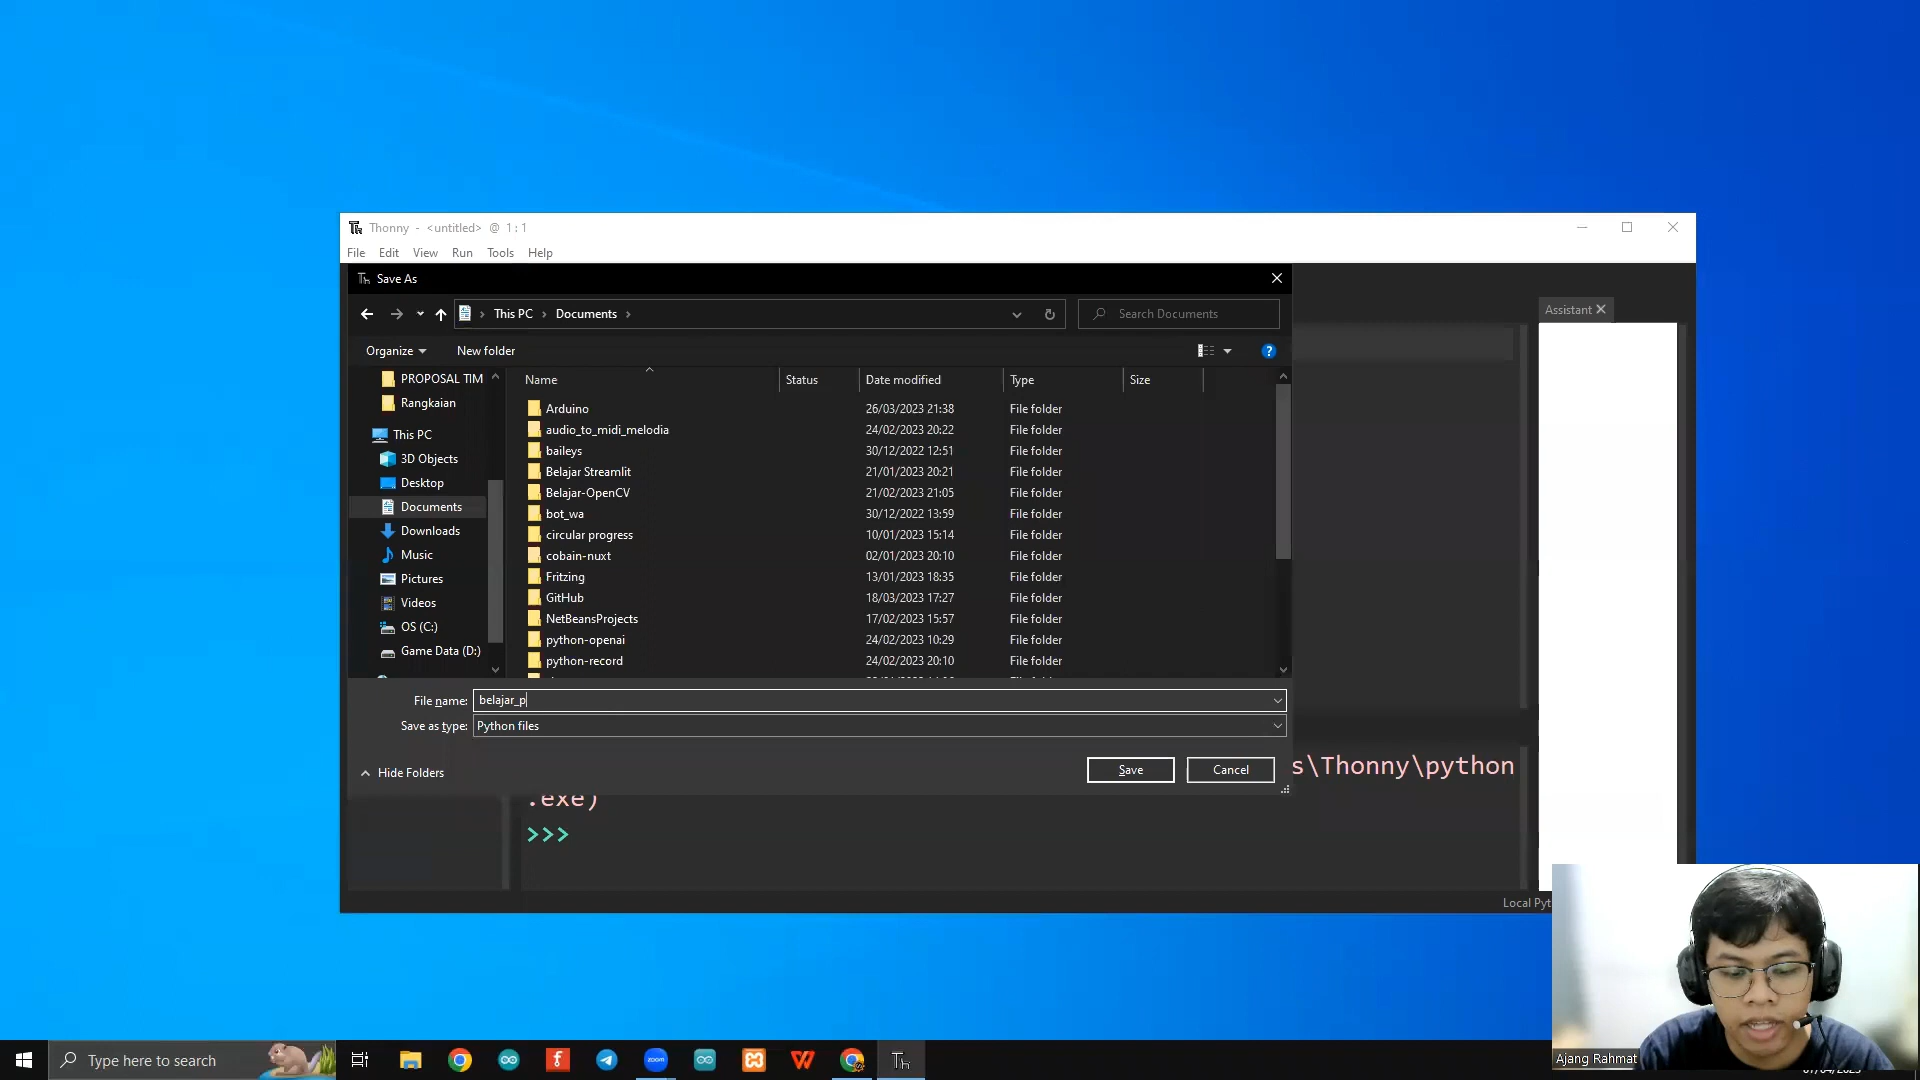 Thonny - <untitled> @ 1 : 1
File Edit View Run Tools Help
Save As
This PC > Documents >
Search Documents
Assistant
Organize
New folder
Name Status Date modified Type Size
PROPOSAL TIM
Rangkaian
This PC
3D Objects
Desktop
Documents
Downloads
Music
Pictures
Videos
OS (C:)
Game Data (D:)
Arduino 26/03/2023 21:38 File folder
audio_to_midi_melodia 24/02/2023 20:22 File folder
baileys 30/12/2022 12:51 File folder
Belajar Streamlit 21/01/2023 20:21 File folder
Belajar-OpenCV 21/02/2023 21:05 File folder
bot_wa 30/12/2022 13:59 File folder
circular progress 10/01/2023 15:14 File folder
cobain-nuxt 02/01/2023 20:10 File folder
Fritzing 13/01/2023 18:35 File folder
GitHub 18/03/2023 17:27 File folder
NetBeansProjects 17/02/2023 15:57 File folder
python-openai 24/02/2023 10:29 File folder
python-record 24/02/2023 20:10 File folder
File name: belajar_p
Save as type: Python files
Hide Folders
Save
Cancel
s\Thonny\python
.exe)
>>>
Local Pyt
Ajang Rahmat
Type here to search
zoom